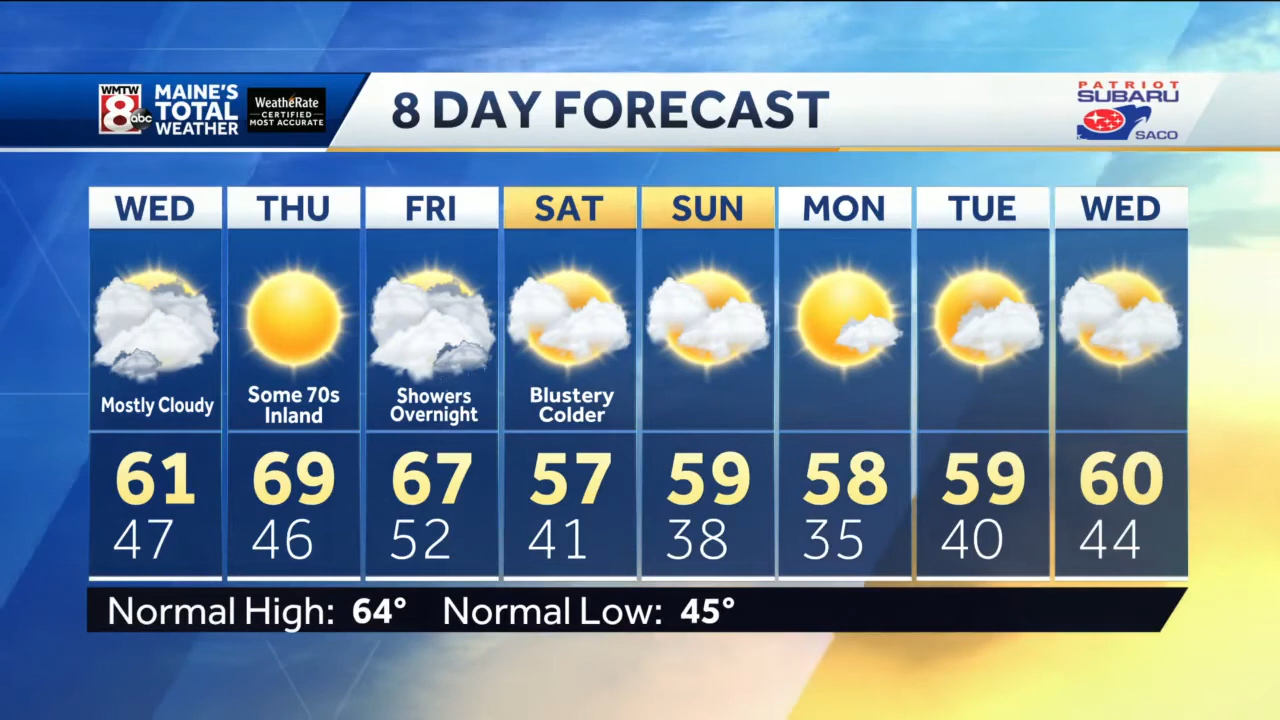 WMTW
8
abc
MAINE'S
TOTAL
WEATHER
WeatheRate
CERTIFIED
MOST ACCURATE
8 DAY FORECAST
PATRIOT
SUBARU
SACO
WED THU FRI SAT SUN MON TUE WED
Mostly Cloudy
Some 70s
Inland
Showers
Overnight
Blustery
Colder
61 69 67 57 59 58 59 60
47 46 52 41 38 35 40 44
Normal High: 64° Normal Low: 45°